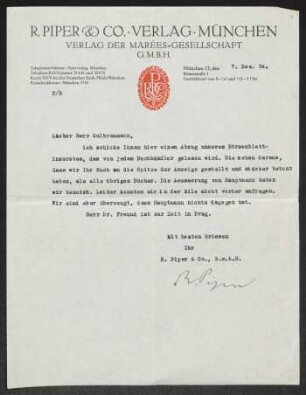 R. PIPER & CO. · VERLAG · MÜNCHEN
VERLAG DER MARÉES-GESELLSCHAFT
G.M.B.H.
München 13, den 7. Dez. 34.
Römerstraße 1
P/R
RP&C
Lieber Herr Gulbransson,
ich schicke Ihnen hier einen Abzug unseres Börsenblatt-
inserates, das von jedem Buchhändler gelesen wird. Sie sehen daraus,
dass wir Ihr Buch an die Spitze der Anzeige gestellt und stärker betont
haben, als alle übrigen Bücher. Die Aeusserung von Hauptmann haben
wir benutzt. Leider konnten wir in der Eile nicht vorher anfragen.
Wir sind aber überzeugt, dass Hauptmann nichts dagegen hat.
Herr Dr. Freund ist zur Zeit in Prag.
Mit besten Grüssen
Ihr
R. Piper & Co., G.m.b.H.
R. Piper